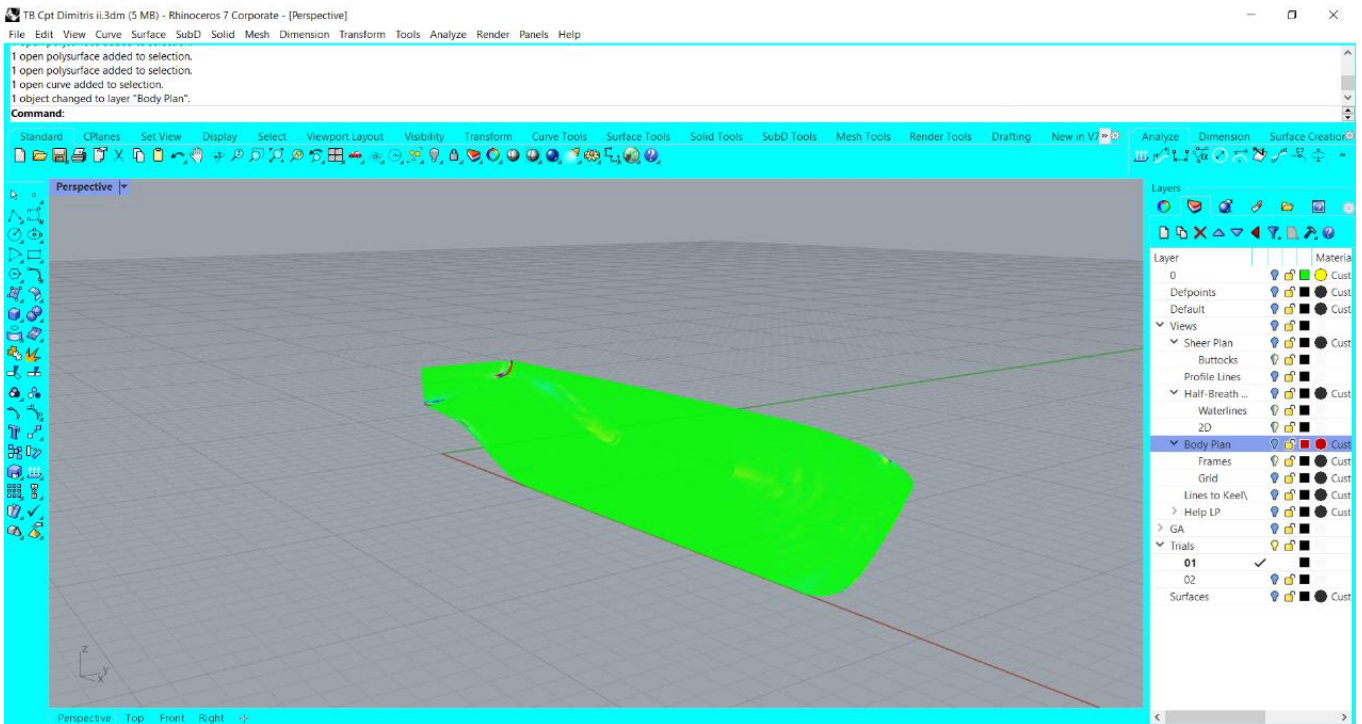 TB Cpt Dimitris ii.3dm (5 MB) - Rhinoceros 7 Corporate - [Perspective]
File Edit View Curve Surface SubD Solid Mesh Dimension Transform Tools Analyze Render Panels Help
1 open polysurface added to selection.
1 open polysurface added to selection.
1 open curve added to selection.
1 object changed to layer "Body Plan".
Command:
Standard CPlanes Set View Display Select Viewport Layout Visibility Transform Curve Tools Surface Tools Solid Tools SubD Tools Mesh Tools Render Tools Drafting New in V7 Analyze Dimension Surface Creation
Perspective
Layers
Layer Materia
0 Cust
Defpoints Cust
Default Cust
Views
Sheer Plan Cust
Buttocks
Profile Lines
Half-Breath ... Cust
Waterlines
2D
Body Plan Cust
Frames Cust
Grid Cust
Lines to Keel\ Cust
Help LP Cust
GA
Trials
01
02
Surfaces Cust
z
y
x
Perspective Top Front Right